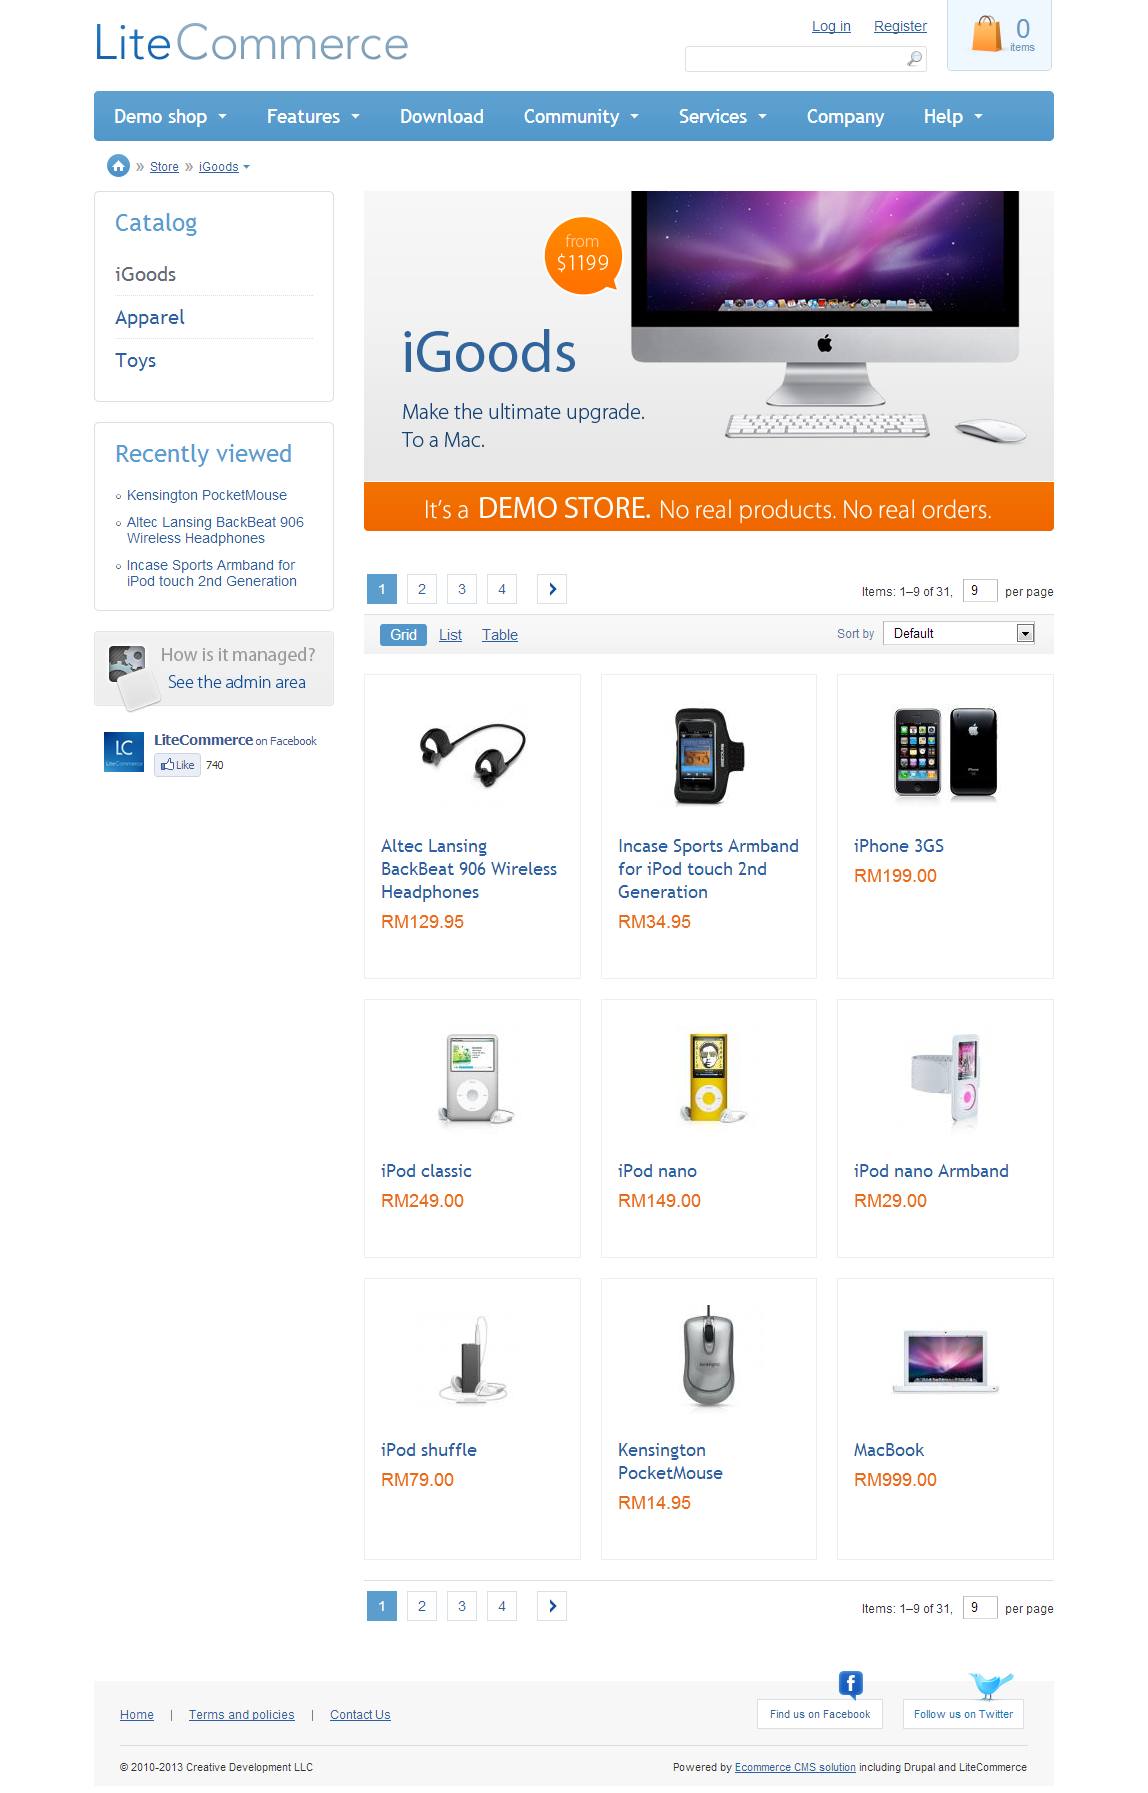 LiteCommerce
Log in Register
0
items
Demo shop Features Download Community Services Company Help
» Store » iGoods
Catalog
iGoods
Apparel
Toys
Recently viewed
Kensington PocketMouse
Altec Lansing BackBeat 906
Wireless Headphones
Incase Sports Armband for
iPod touch 2nd Generation
How is it managed?
See the admin area
LC
LiteCommerce
LiteCommerce on Facebook
Like 740
from
$1199
iGoods
Make the ultimate upgrade.
To a Mac.
It's a DEMO STORE. No real products. No real orders.
1 2 3 4
Items: 1–9 of 31, 9 per page
Grid List Table
Sort by Default
Altec Lansing
BackBeat 906 Wireless
Headphones
RM129.95
Incase Sports Armband
for iPod touch 2nd
Generation
RM34.95
iPhone 3GS
RM199.00
iPod classic
RM249.00
iPod nano
RM149.00
iPod nano Armband
RM29.00
iPod shuffle
RM79.00
Kensington
PocketMouse
RM14.95
MacBook
RM999.00
1 2 3 4
Items: 1–9 of 31, 9 per page
Home | Terms and policies | Contact Us
Find us on Facebook
Follow us on Twitter
© 2010-2013 Creative Development LLC
Powered by Ecommerce CMS solution including Drupal and LiteCommerce